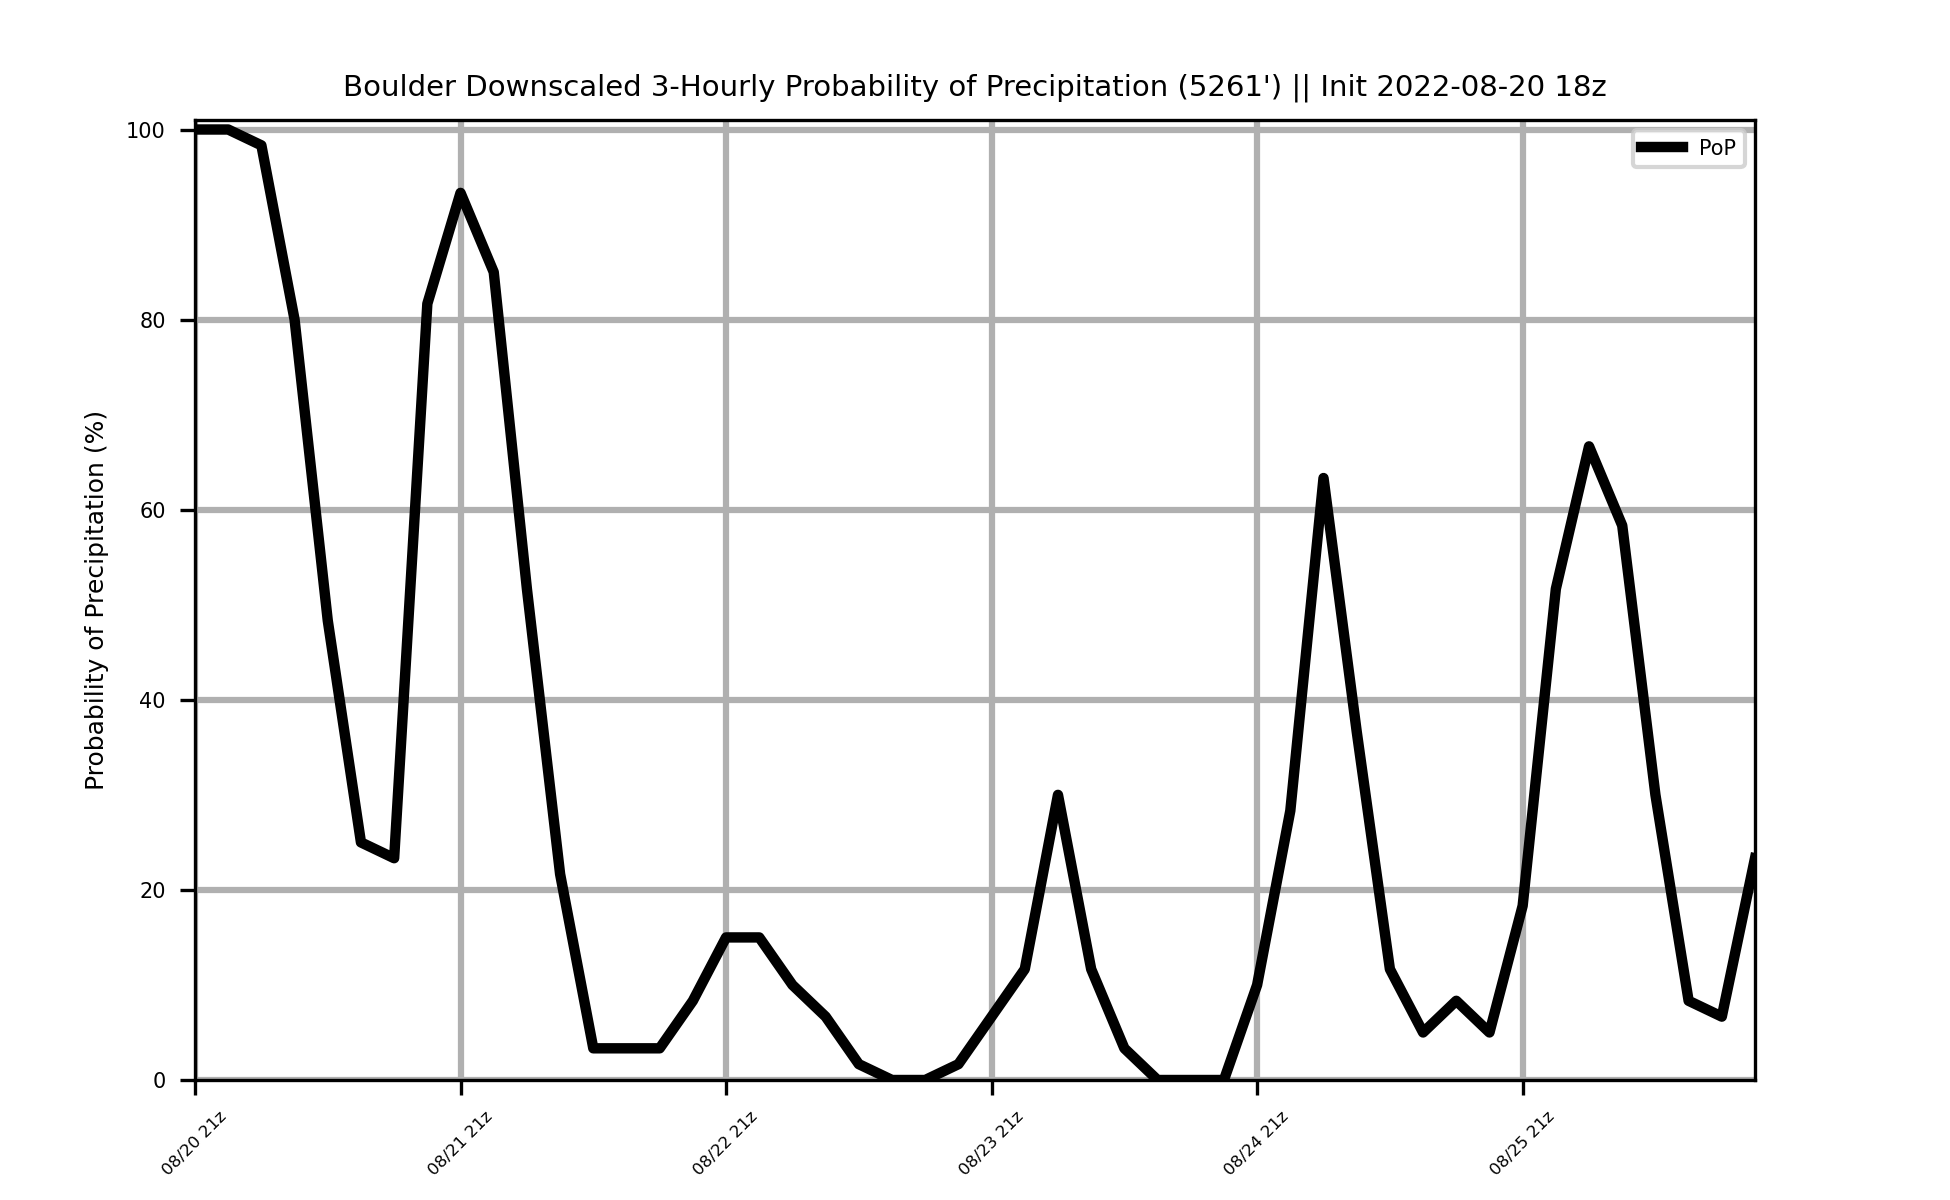 Boulder Downscaled 3-Hourly Probability of Precipitation (5261') || Init 2022-08-20 18z
PoP
Probability of Precipitation (%)
100
80
60
40
20
0
08/20 21z
08/21 21z
08/22 21z
08/23 21z
08/24 21z
08/25 21z